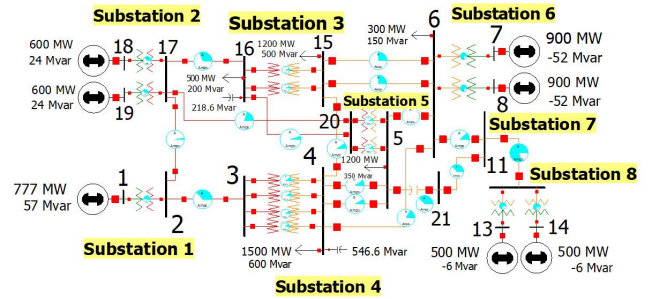 Substation 2
Substation 3
Substation 6
600 MW
24 Mvar
18
17
16
1200 MW
500 Mvar
15
300 MW
150 Mvar
6
7
900 MW
-52 Mvar
600 MW
24 Mvar
19
500 MW
200 Mvar
218.6 Mvar
Substation 5
20
5
8
900 MW
-52 Mvar
Substation 7
777 MW
57 Mvar
1
2
3
4
1200 MW
350 Mvar
21
11
Substation 8
13
14
Substation 1
1500 MW
600 Mvar
546.6 Mvar
500 MW
-6 Mvar
500 MW
-6 Mvar
Substation 4